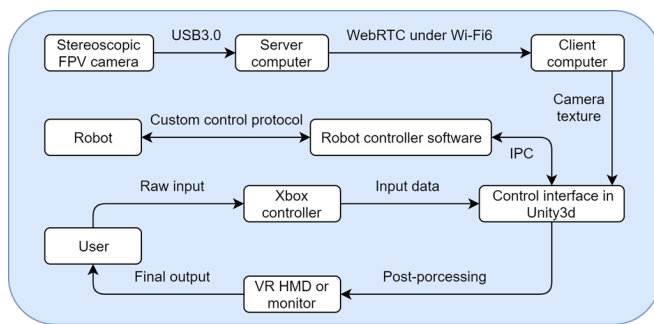 Stereoscopic
FPV camera
USB3.0
Server
computer
WebRTC under Wi-Fi6
Client
computer
Camera
texture
Robot
Custom control protocol
Robot controller software
IPC
Raw input
Xbox
controller
Input data
Control interface in
Unity3d
User
Final output
VR HMD or
monitor
Post-porcessing